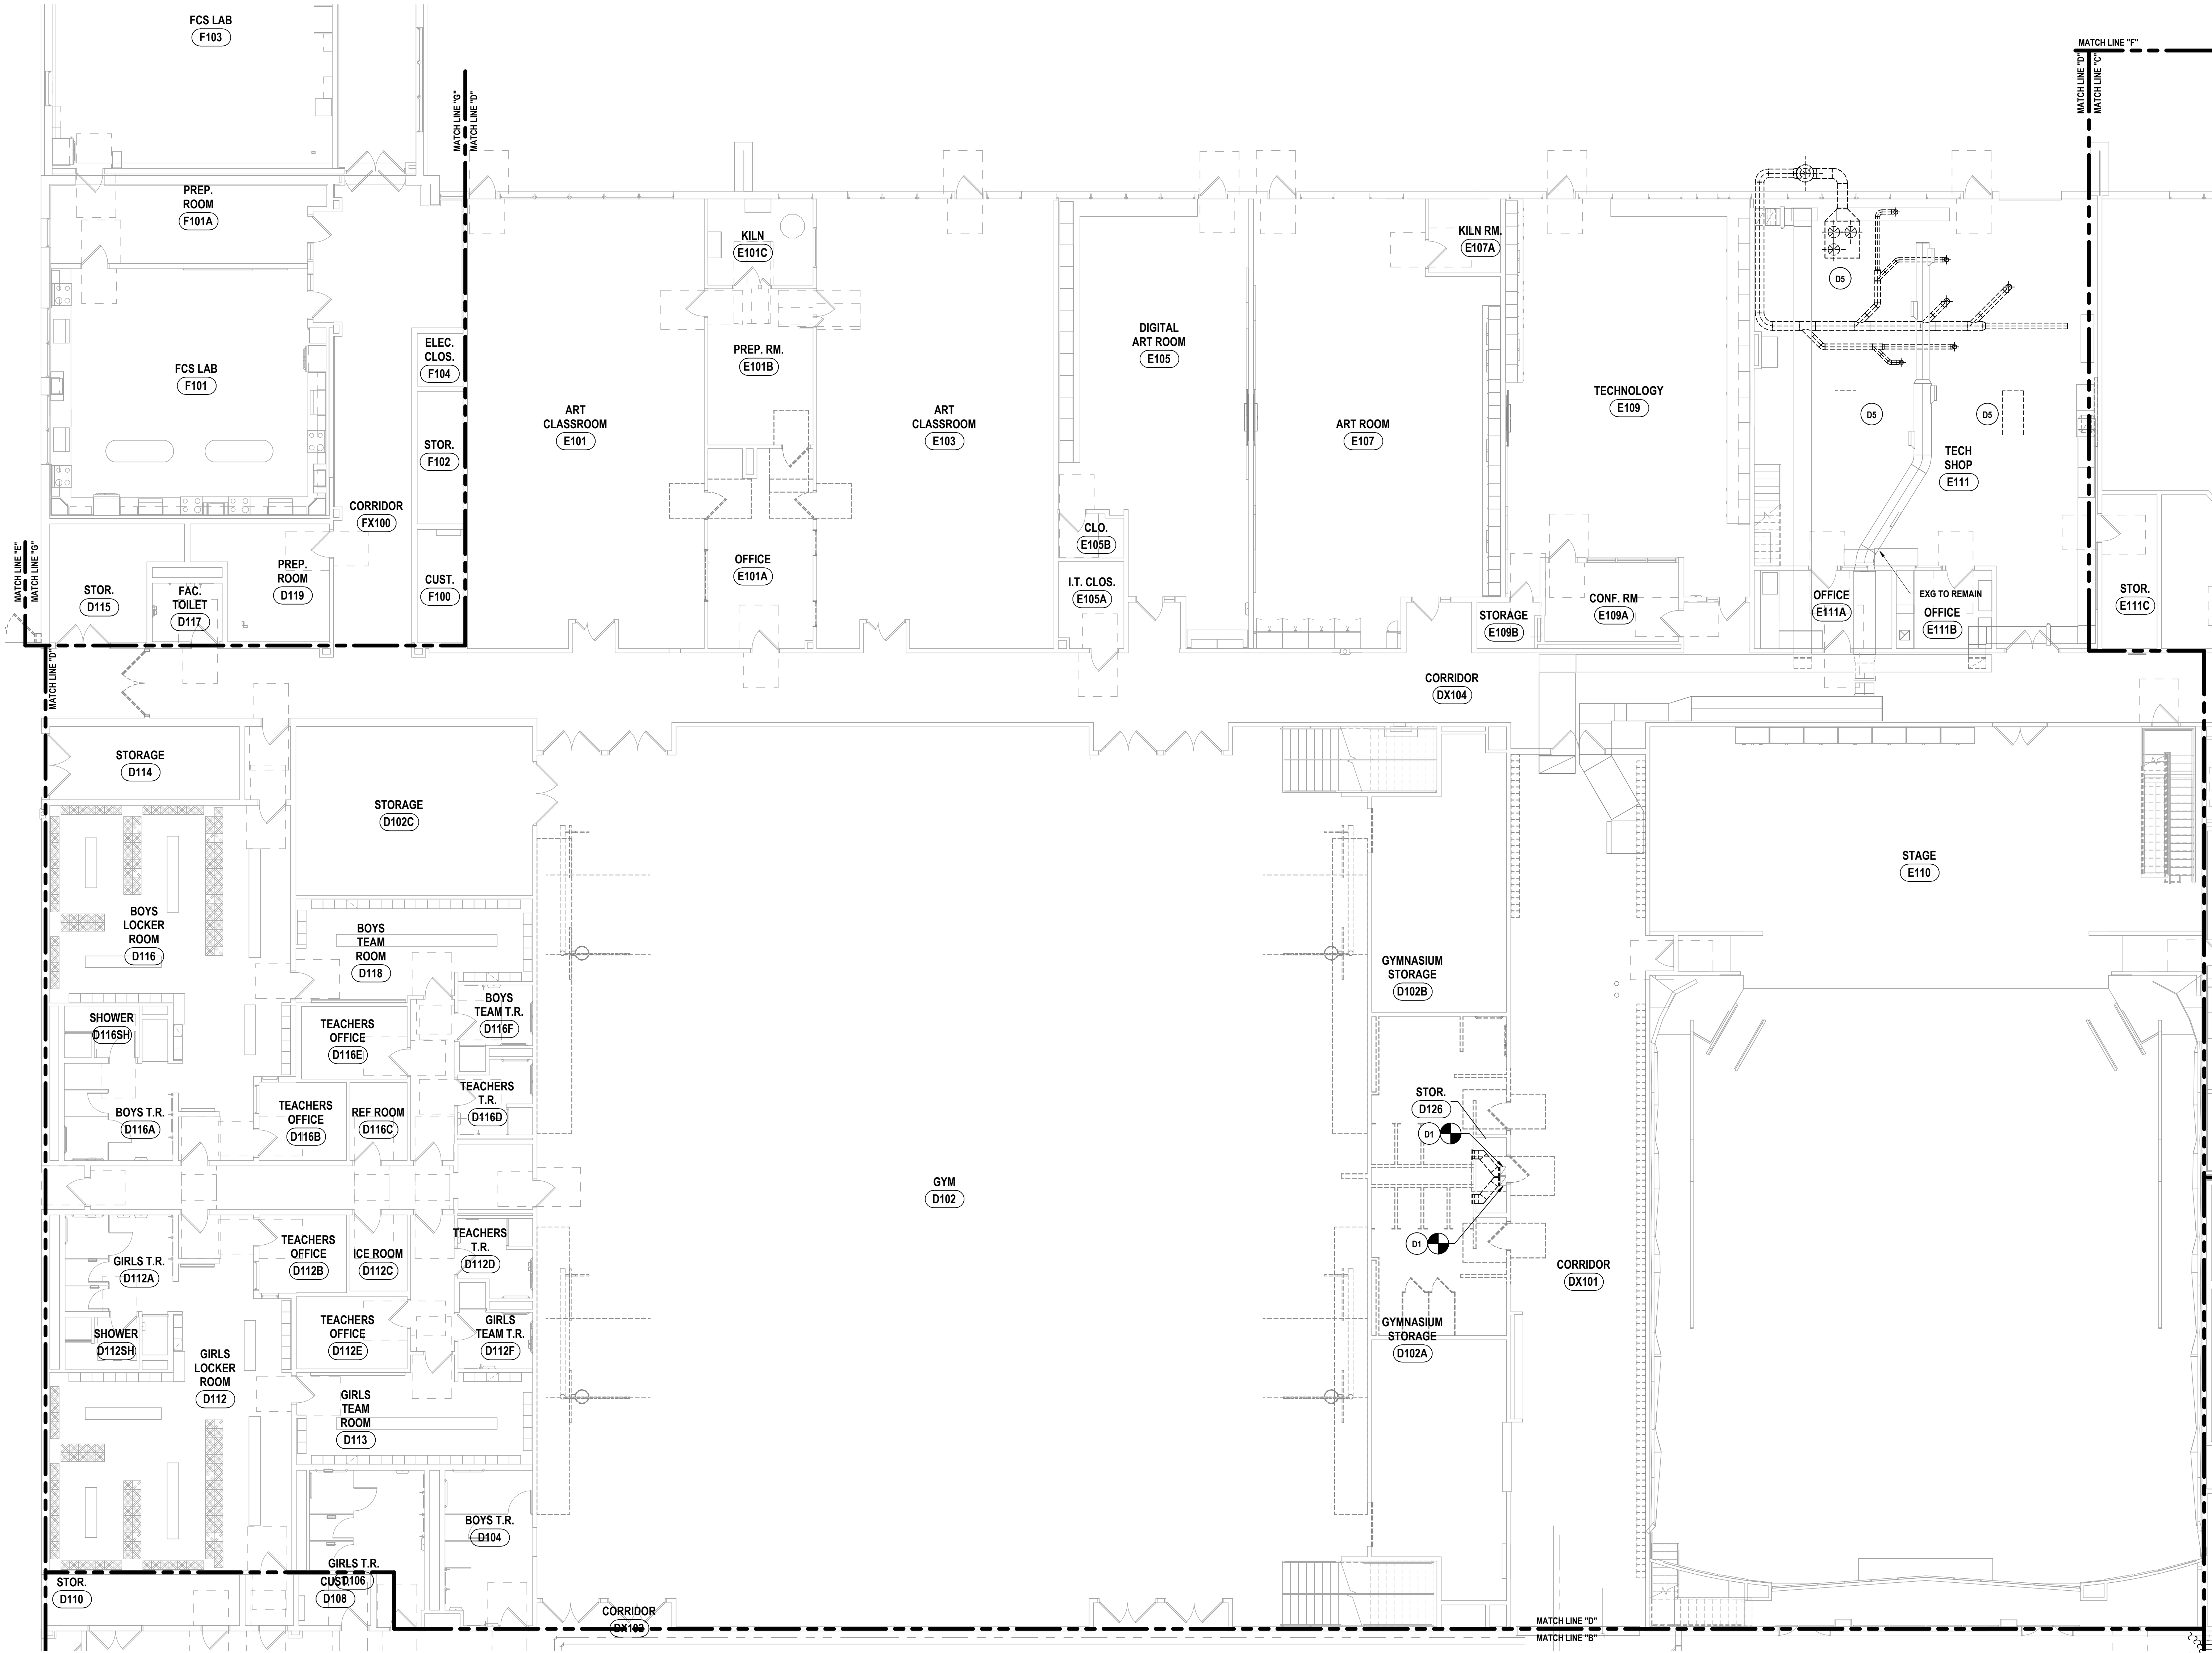 FCS LAB
F103
MATCH LINE "F"
MATCH LINE "D"
MATCH LINE "C"
MATCH LINE "G"
MATCH LINE "D"
PREP.
ROOM
F101A
KILN
E101C
KILN RM.
E107A
D5
ELEC.
CLOS.
F104
PREP. RM.
E101B
DIGITAL
ART ROOM
E105
FCS LAB
F101
TECHNOLOGY
E109
ART
CLASSROOM
E101
ART
CLASSROOM
E103
ART ROOM
E107
D5
D5
STOR.
F102
TECH
SHOP
E111
CORRIDOR
FX100
CLO.
E105B
MATCH LINE "E"
MATCH LINE "G"
STOR.
D115
FAC.
TOILET
D117
PREP.
ROOM
D119
CUST.
F100
OFFICE
E101A
I.T. CLOS.
E105A
STORAGE
E109B
CONF. RM
E109A
OFFICE
E111A
EXG TO REMAIN
OFFICE
E111B
STOR.
E111C
MATCH LINE "D"
CORRIDOR
DX104
STORAGE
D114
STORAGE
D102C
STAGE
E110
BOYS
LOCKER
ROOM
D116
BOYS
TEAM
ROOM
D118
GYMNASIUM
STORAGE
D102B
SHOWER
D116SH
TEACHERS
OFFICE
D116E
BOYS
TEAM T.R.
D116F
BOYS T.R.
D116A
TEACHERS
OFFICE
D116B
REF ROOM
D116C
TEACHERS
T.R.
D116D
STOR.
D126
D1
GYM
D102
D1
GIRLS T.R.
D112A
TEACHERS
OFFICE
D112B
ICE ROOM
D112C
TEACHERS
T.R.
D112D
CORRIDOR
DX101
SHOWER
D112SH
GIRLS
LOCKER
ROOM
D112
TEACHERS
OFFICE
D112E
GIRLS
TEAM T.R.
D112F
GYMNASIUM
STORAGE
D102A
GIRLS
TEAM
ROOM
D113
BOYS T.R.
D104
GIRLS T.R.
D106
STOR.
D110
CUST.
D108
CORRIDOR
DX102
MATCH LINE "D"
MATCH LINE "B"